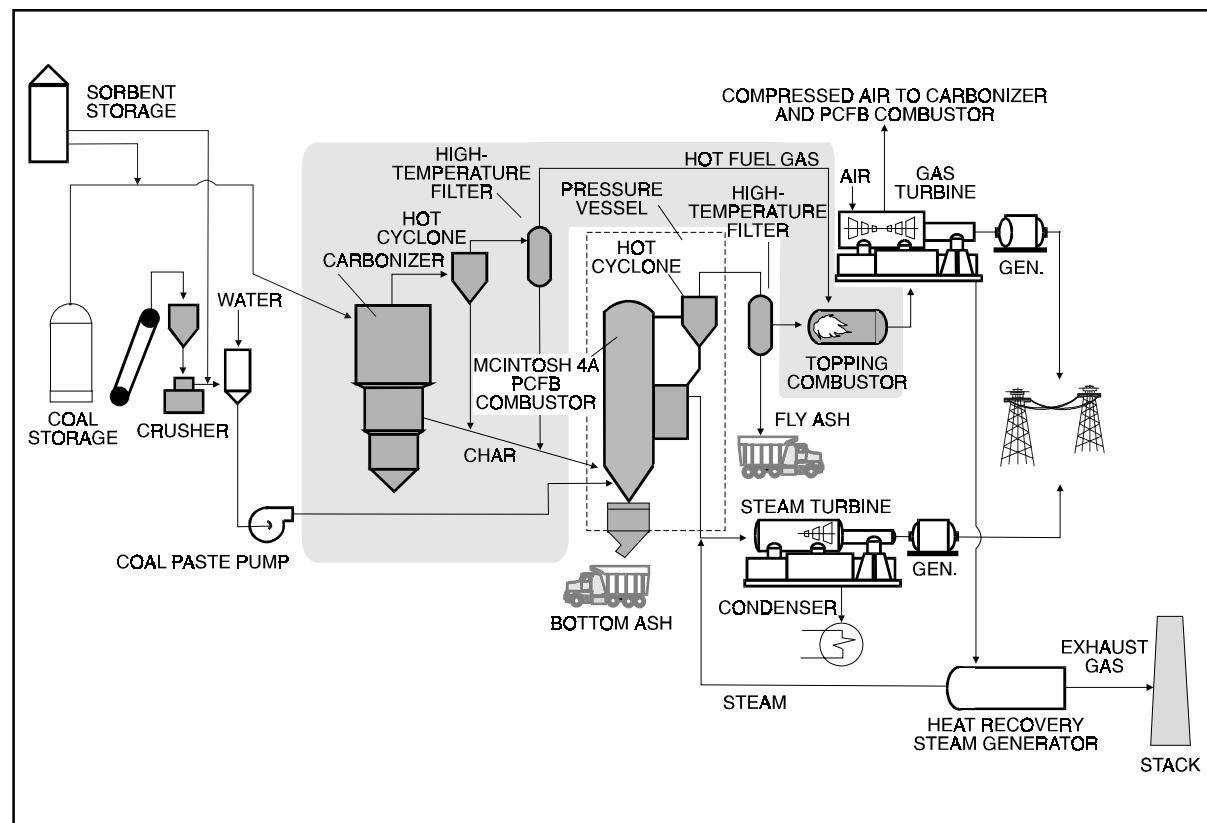 SORBENT
STORAGE
COMPRESSED AIR TO CARBONIZER
AND PCFB COMBUSTOR
HIGH-
TEMPERATURE
FILTER
HOT FUEL GAS
PRESSURE
VESSEL
HIGH-
TEMPERATURE
FILTER
AIR
GAS
TURBINE
HOT
CYCLONE
HOT
CYCLONE
CARBONIZER
GEN.
WATER
MCINTOSH 4A
PCFB
COMBUSTOR
TOPPING
COMBUSTOR
COAL
STORAGE
CRUSHER
CHAR
FLY ASH
STEAM TURBINE
COAL PASTE PUMP
GEN.
CONDENSER
BOTTOM ASH
EXHAUST
GAS
STEAM
HEAT RECOVERY
STEAM GENERATOR
STACK